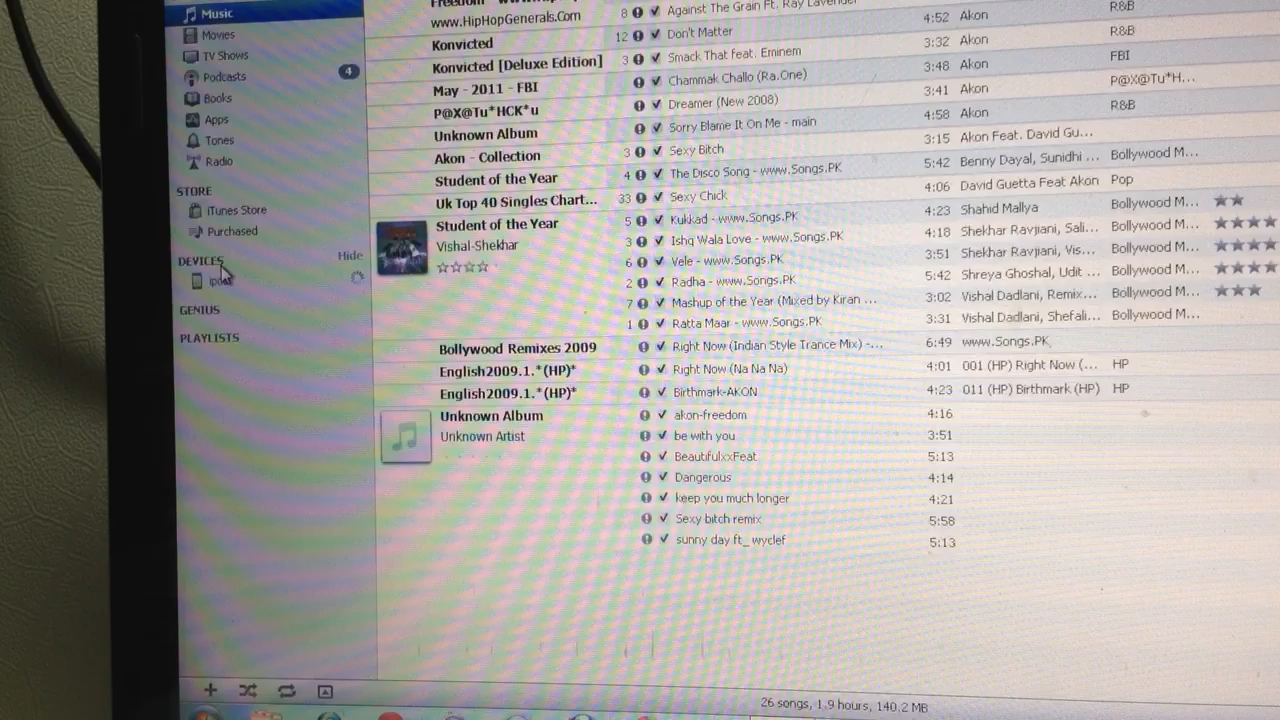 Music
Movies
TV Shows
Podcasts 4
Books
Apps
Tones
Radio
STORE
iTunes Store
Purchased
DEVICES Hide
GENIUS
PLAYLISTS
www.HipHopGenerals.Com 8 Against The Grain Ft. Ray Lavender 4:52 Akon R&B
Konvicted 12 Don't Matter 3:32 Akon R&B
Konvicted [Deluxe Edition] 3 Smack That feat. Eminem 3:48 Akon FBI
May - 2011 - FBI Chammak Challo (Ra.One) 3:41 Akon P@X@Tu*H...
P@X@Tu*HCK*u Dreamer (New 2008) 4:58 Akon R&B
Unknown Album Sorry Blame It On Me - main 3:15 Akon Feat. David Gu...
Akon - Collection 3 Sexy Bitch 5:42 Benny Dayal, Sunidhi ... Bollywood M...
Student of the Year 4 The Disco Song - www.Songs.PK 4:06 David Guetta Feat Akon Pop
Uk Top 40 Singles Chart... 33 Sexy Chick 4:23 Shahid Mallya Bollywood M...
Student of the Year 5 Kukkad - www.Songs.PK 4:18 Shekhar Ravjiani, Sali... Bollywood M...
Vishal-Shekhar 3 Ishq Wala Love - www.Songs.PK 3:51 Shekhar Ravjiani, Vis... Bollywood M...
6 Vele - www.Songs.PK 5:42 Shreya Ghoshal, Udit ... Bollywood M...
2 Radha - www.Songs.PK 3:02 Vishal Dadlani, Remix... Bollywood M...
7 Mashup of the Year (Mixed by Kiran ... 3:31 Vishal Dadlani, Shefali... Bollywood M...
1 Ratta Maar - www.Songs.PK 6:49 www.Songs.PK
Bollywood Remixes 2009 Right Now (Indian Style Trance Mix) -... 4:01 001 (HP) Right Now (... HP
English2009.1.*(HP)* Right Now (Na Na Na) 4:23 011 (HP) Birthmark (HP) HP
English2009.1.*(HP)* Birthmark-AKON 4:16
Unknown Album akon-freedom 3:51
Unknown Artist be with you 5:13
BeautifulxxFeat 4:14
Dangerous 4:21
keep you much longer 5:58
Sexy bitch remix 5:13
sunny day ft_ wyclef
26 songs, 1.9 hours, 140.2 MB